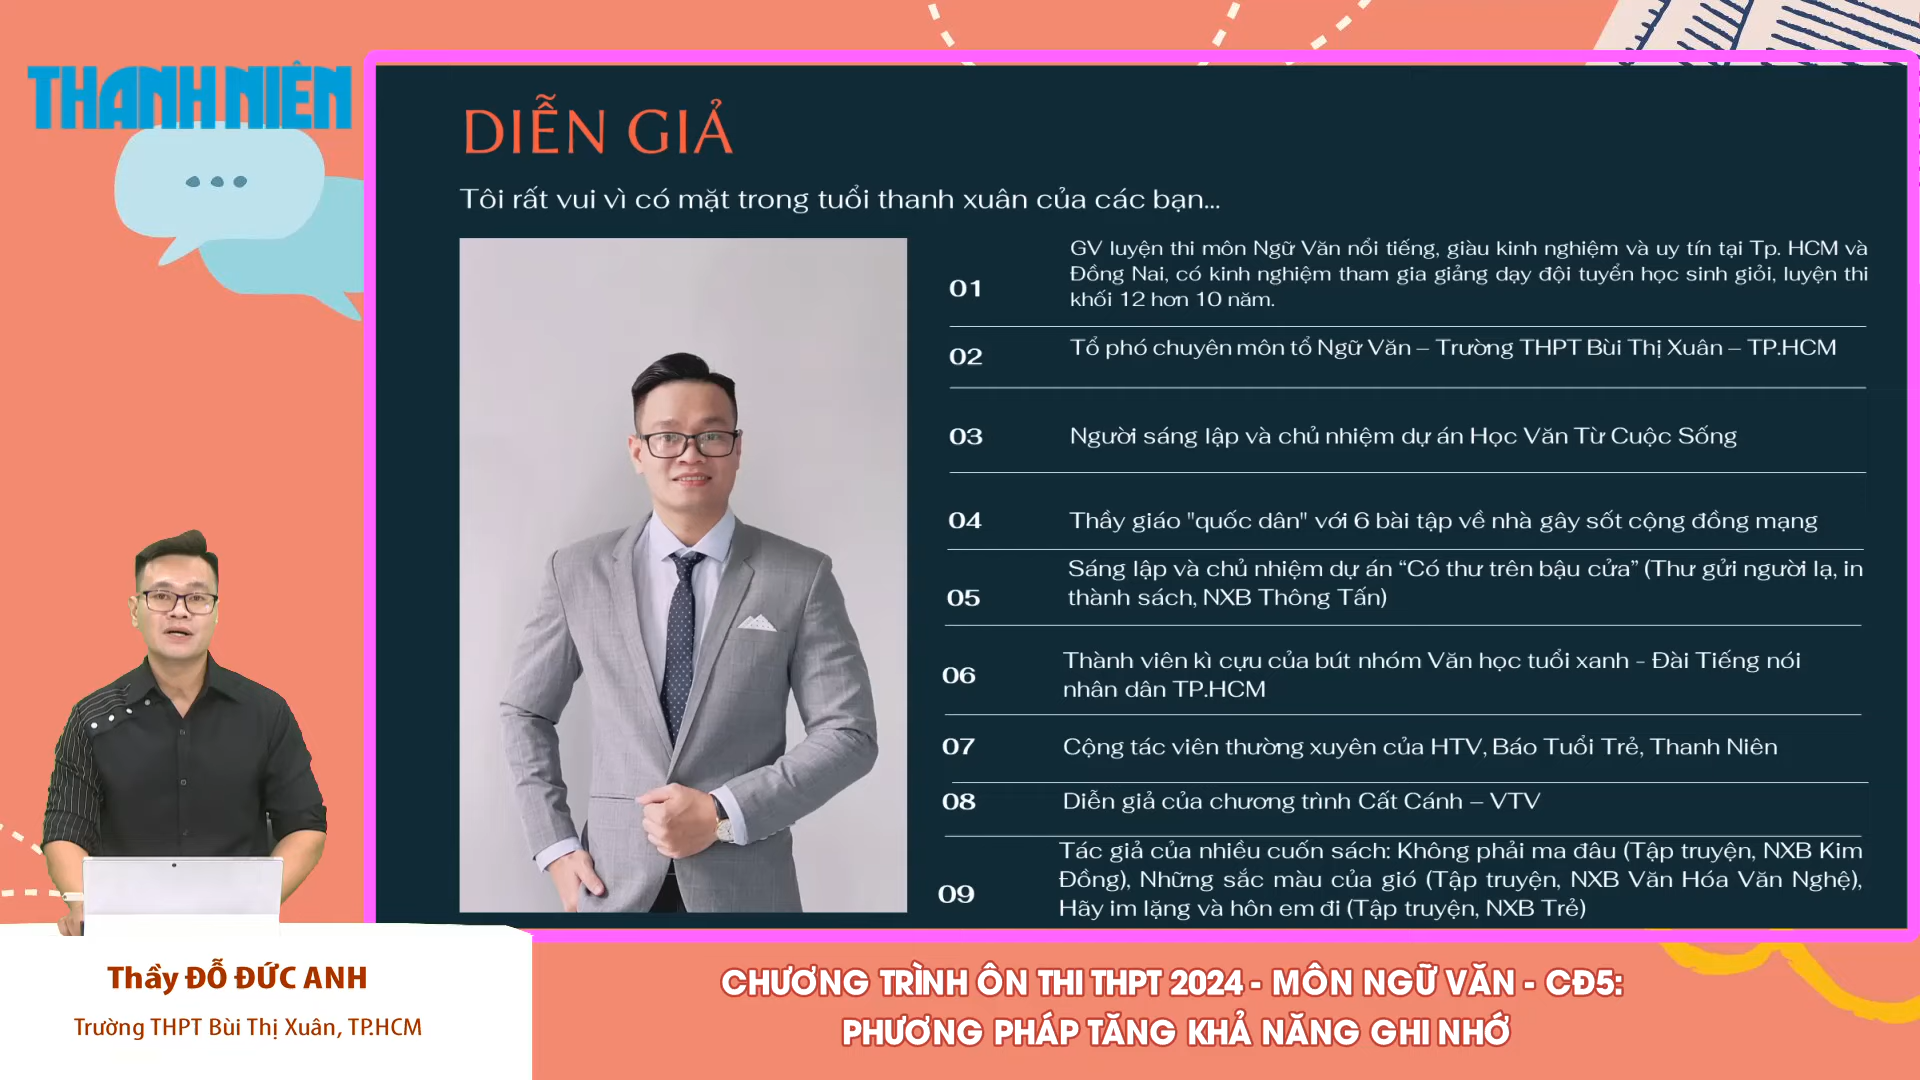 THANH NIÊN
DIỄN GIẢ
Tôi rất vui vì có mặt trong tuổi thanh xuân của các bạn...
01
GV luyện thi môn Ngữ Văn nổi tiếng, giàu kinh nghiệm và uy tín tại Tp. HCM và
Đồng Nai, có kinh nghiệm tham gia giảng dạy đội tuyển học sinh giỏi, luyện thi
khối 12 hơn 10 năm.
02
Tổ phó chuyên môn tổ Ngữ Văn – Trường THPT Bùi Thị Xuân – TP.HCM
03
Người sáng lập và chủ nhiệm dự án Học Văn Từ Cuộc Sống
04
Thầy giáo "quốc dân" với 6 bài tập về nhà gây sốt cộng đồng mạng
05
Sáng lập và chủ nhiệm dự án “Có thư trên bậu cửa” (Thư gửi người lạ, in
thành sách, NXB Thông Tấn)
06
Thành viên kì cựu của bút nhóm Văn học tuổi xanh - Đài Tiếng nói
nhân dân TP.HCM
07
Cộng tác viên thường xuyên của HTV, Báo Tuổi Trẻ, Thanh Niên
08
Diễn giả của chương trình Cất Cánh – VTV
09
Tác giả của nhiều cuốn sách: Không phải ma đâu (Tập truyện, NXB Kim
Đồng), Những sắc màu của gió (Tập truyện, NXB Văn Hóa Văn Nghệ),
Hãy im lặng và hôn em đi (Tập truyện, NXB Trẻ)
Thầy ĐỖ ĐỨC ANH
Trường THPT Bùi Thị Xuân, TP.HCM
CHƯƠNG TRÌNH ÔN THI THPT 2024 - MÔN NGỮ VĂN - CĐ5:
PHƯƠNG PHÁP TĂNG KHẢ NĂNG GHI NHỚ